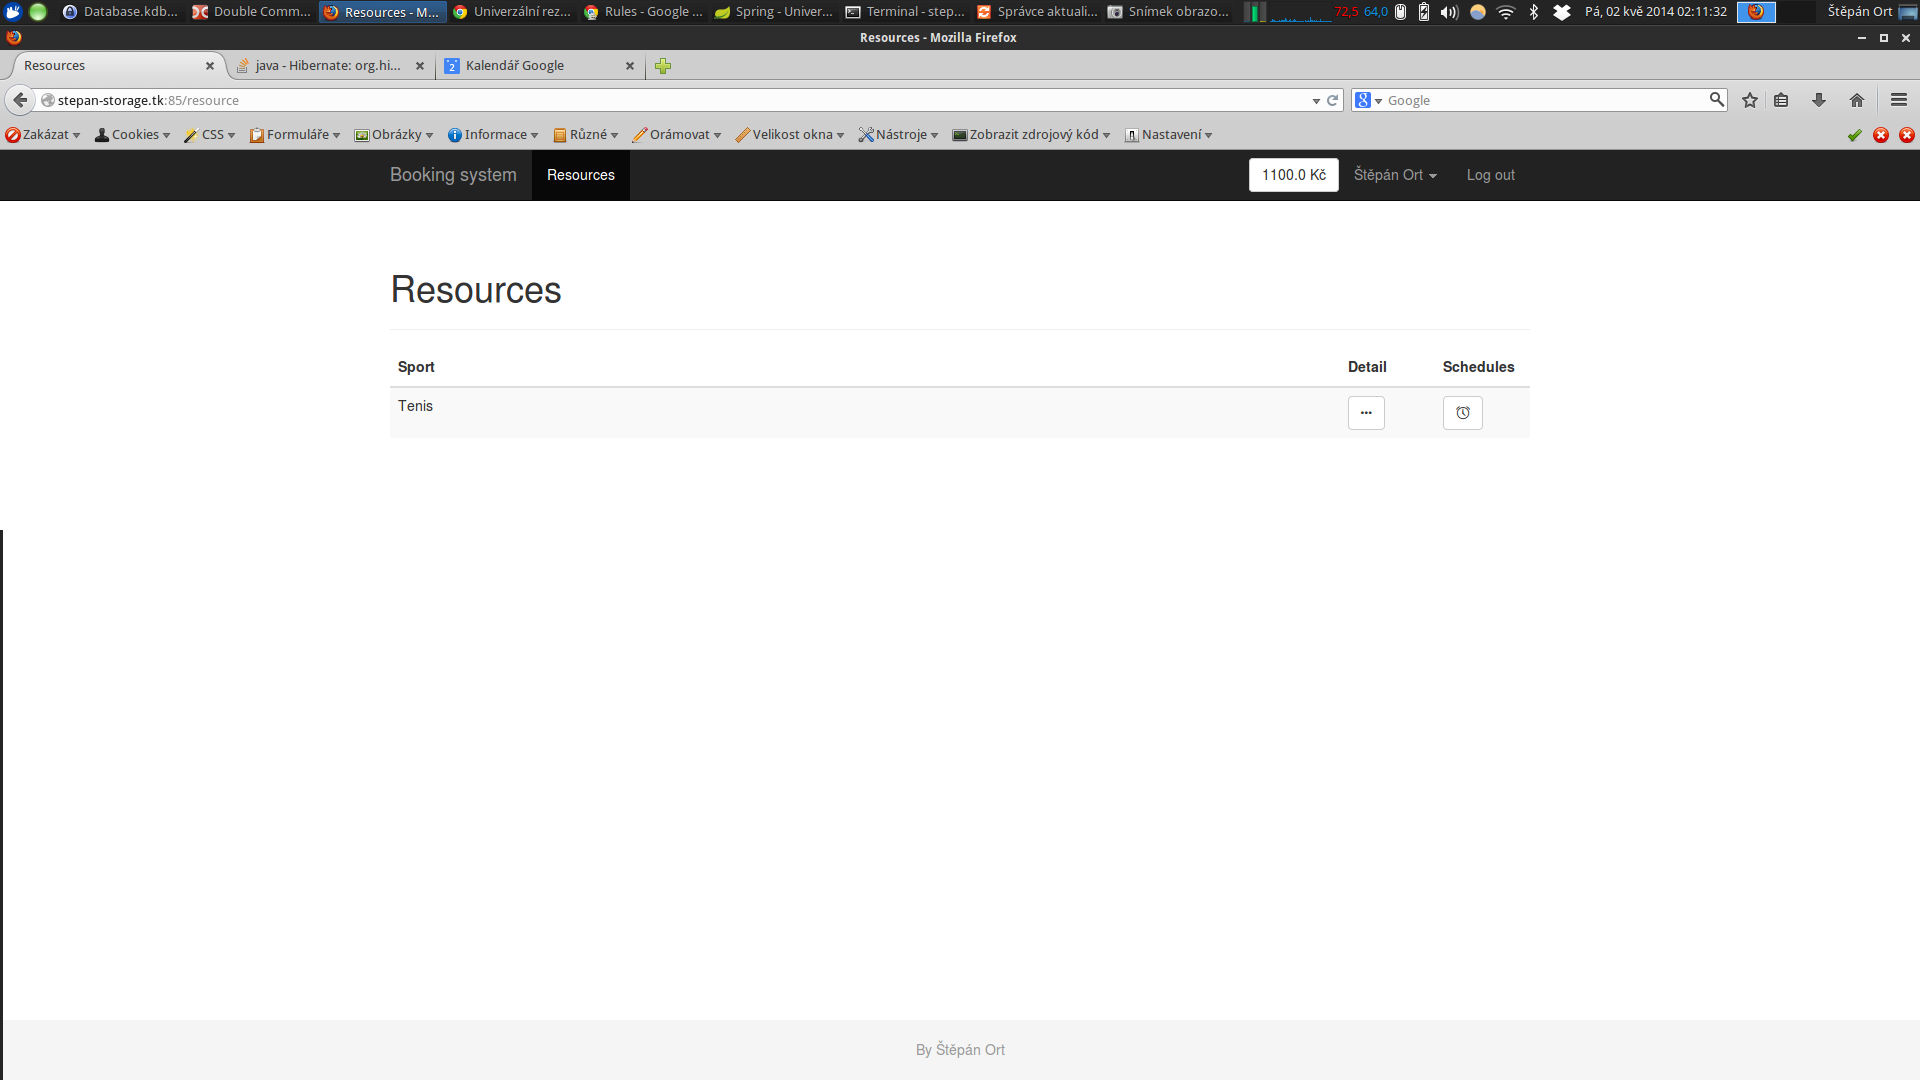 Database.kdb... Double Comm... Resources - M... Univerzální rez... Rules - Google ... Spring - Univer... Terminal - step... Správce aktuali... Snímek obrazo... 72,5 64,0 Pá, 02 kvě 2014 02:11:32 Štěpán Ort
Resources - Mozilla Firefox
Resources java - Hibernate: org.hi... 2 Kalendář Google
stepan-storage.tk:85/resource 8 Google
Zakázat Cookies CSS Formuláře Obrázky Informace Různé Orámovat Velikost okna Nástroje Zobrazit zdrojový kód Nastavení
Booking system Resources 1100.0 Kč Štěpán Ort Log out
Resources
Sport Detail Schedules
Tenis
By Štěpán Ort